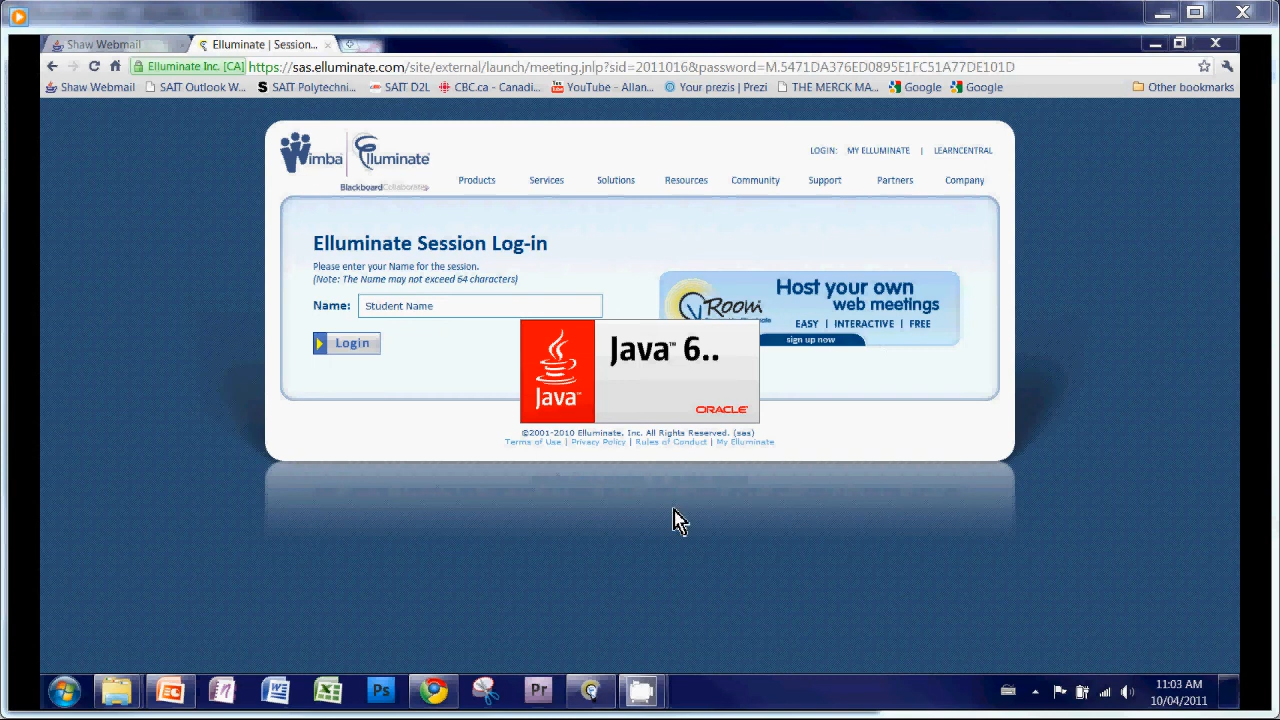 Shaw Webmail
Elluminate | Session...
Elluminate Inc. [CA] https://sas.elluminate.com/site/external/launch/meeting.jnlp?sid=2011016&password=M.5471DA376ED0895E1FC51A77DE101D
Shaw Webmail SAIT Outlook W... SAIT Polytechni... SAIT D2L CBC.ca - Canadi... YouTube - Allan... Your prezis | Prezi THE MERCK MA... Google Google Other bookmarks
Wimba Elluminate
Blackboard Collaborate
LOGIN: MY ELLUMINATE | LEARNCENTRAL
Products Services Solutions Resources Community Support Partners Company
Elluminate Session Log-in
Please enter your Name for the session.
(Note: The Name may not exceed 64 characters)
Name: Student Name
Login
vRoom
Host your own
web meetings
EASY | INTERACTIVE | FREE
sign up now
Java
Java™ 6..
ORACLE
©2001-2010 Elluminate, Inc. All Rights Reserved. (sas)
Terms of Use | Privacy Policy | Rules of Conduct | My Elluminate
Ps
Pr
11:03 AM
10/04/2011